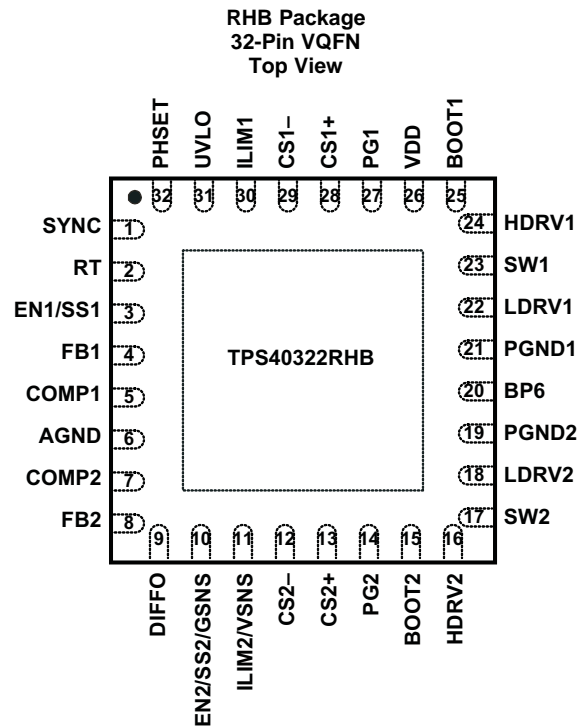 RHB Package
32-Pin VQFN
Top View
PHSET
UVLO
ILIM1
CS1–
CS1+
PG1
VDD
BOOT1
32
31
30
29
28
27
26
25
SYNC
1
RT
2
EN1/SS1
3
FB1
4
COMP1
5
AGND
6
COMP2
7
FB2
8
TPS40322RHB
24
HDRV1
23
SW1
22
LDRV1
21
PGND1
20
BP6
19
PGND2
18
LDRV2
17
SW2
9
10
11
12
13
14
15
16
DIFFO
EN2/SS2/GSNS
ILIM2/VSNS
CS2–
CS2+
PG2
BOOT2
HDRV2